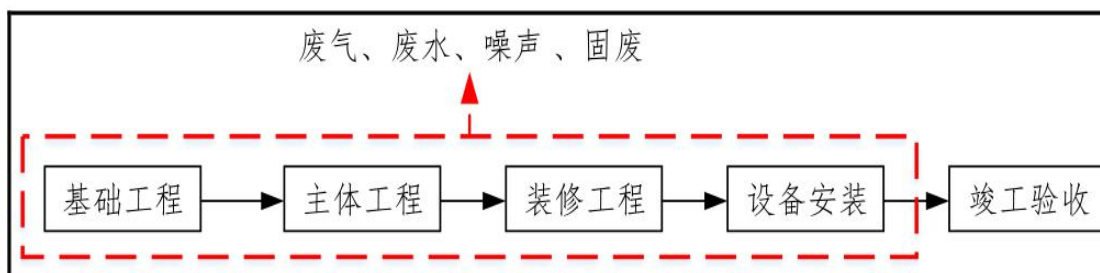 废气、废水、噪声、固废
基础工程
主体工程
装修工程
设备安装
竣工验收